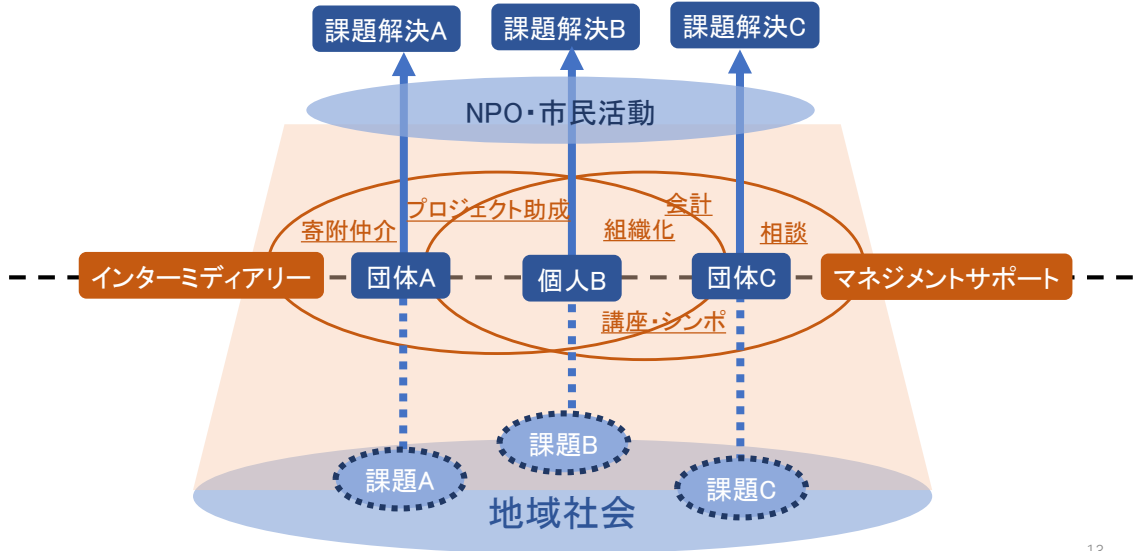 課題解決A
課題解決B
課題解決C
NPO・市民活動
プロジェクト助成
会計
寄附仲介
組織化
相談
インターミディアリー
団体A
個人B
団体C
マネジメントサポート
講座・シンポ
課題B
課題A
課題C
地域社会
13